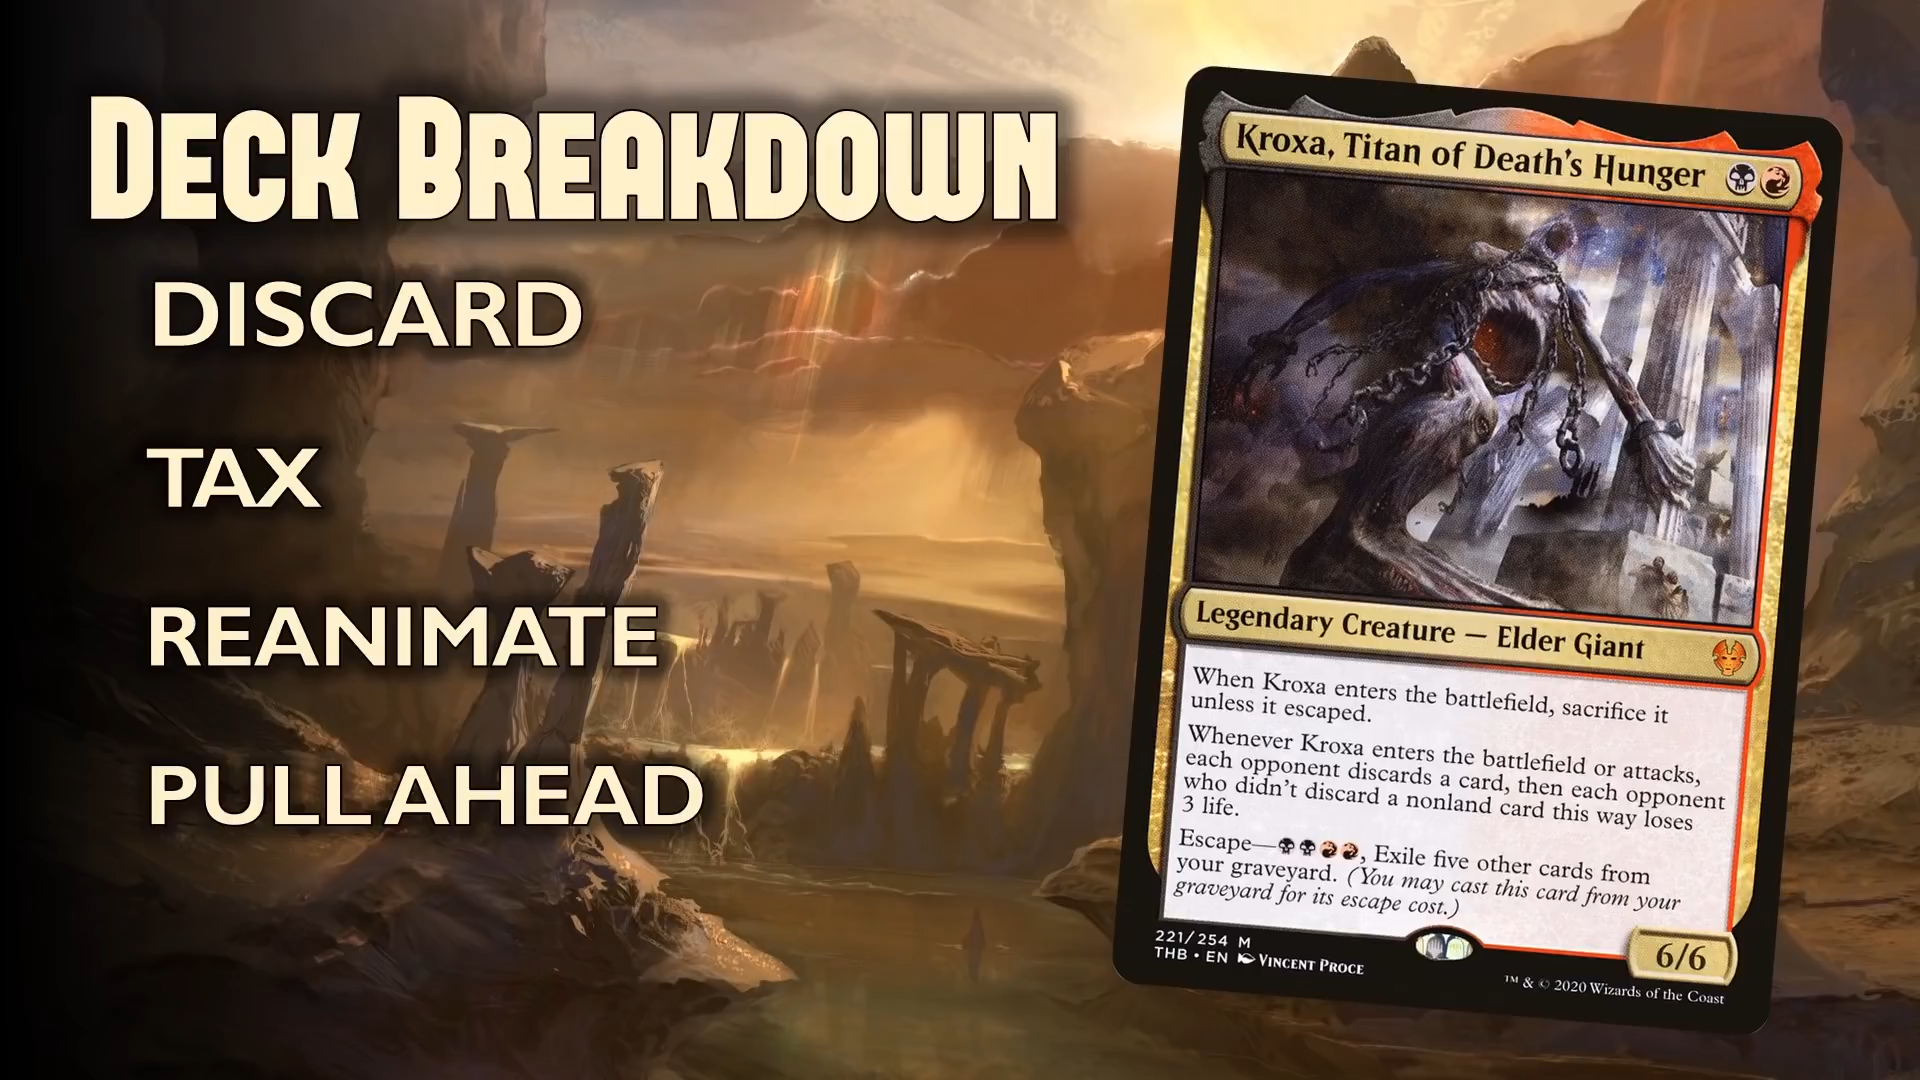 DECK BREAKDOWN
DISCARD
TAX
REANIMATE
PULL AHEAD
Kroxa, Titan of Death's Hunger
Legendary Creature — Elder Giant
When Kroxa enters the battlefield, sacrifice it
unless it escaped.
Whenever Kroxa enters the battlefield or attacks,
each opponent discards a card, then each opponent
who didn't discard a nonland card this way loses
3 life.
Escape—, Exile five other cards from
your graveyard. (You may cast this card from your
graveyard for its escape cost.)
6/6
221/254 M
THB • EN VINCENT PROCE
™ & © 2020 Wizards of the Coast